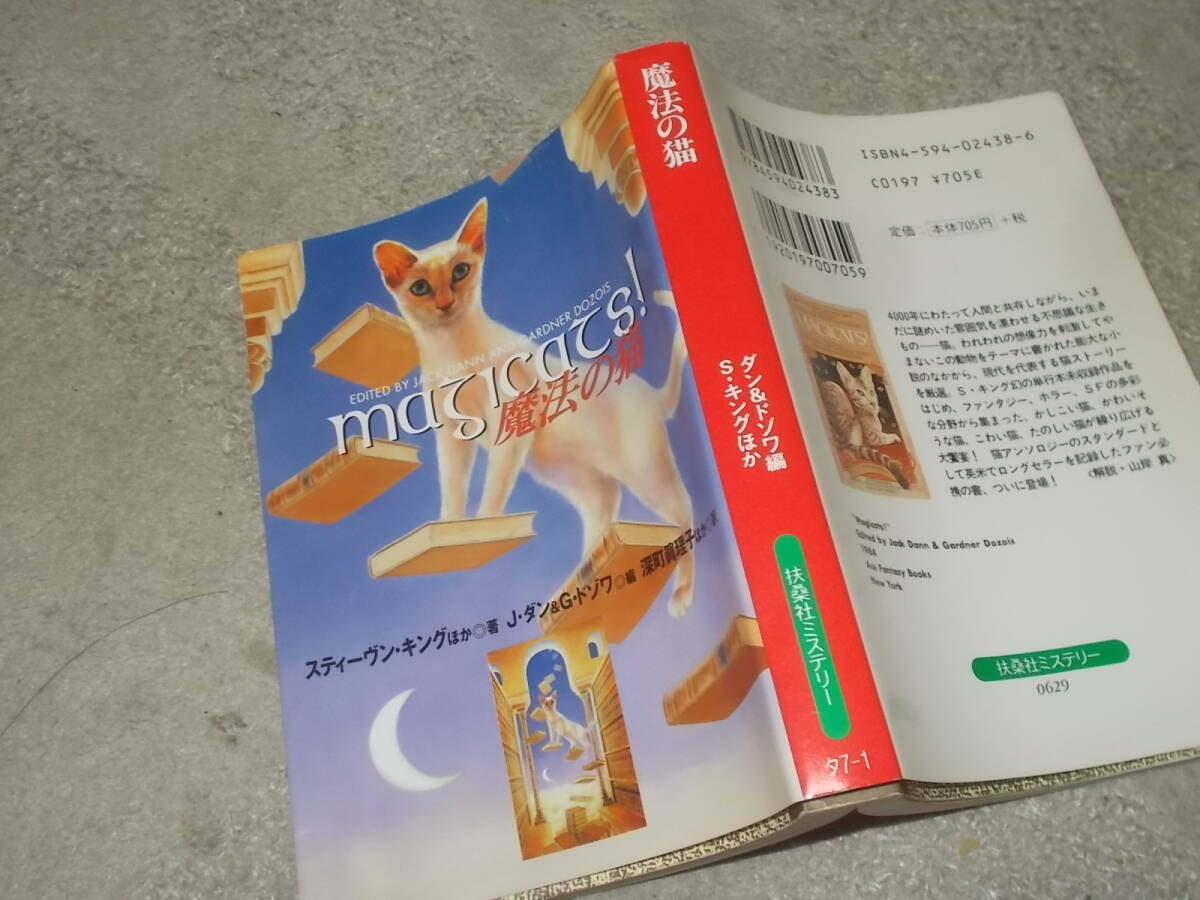 EDITED BY JACK DANN AND GARDNER DOZOIS
magicats!
魔法の猫
スティーヴン・キングほか◎著 J・ダン&G・ドゾワ◎編 深町眞理子ほか◎訳
魔法の猫
ダン&ドゾワ編
S・キングほか
扶桑社ミステリー
タ7-1
9784594024383
1920197007059
ISBN4-594-02438-6
C0197 ¥705E
定価:本体705円+税
MAGICATS!
4000年にわたって人間と共存しながら、いま
だに謎めいた雰囲気を漂わせる不思議な生き
もの──猫。われわれの想像力を刺激してや
まないこの動物をテーマに書かれた膨大な小
説のなかから、現代を代表する猫ストーリー
を厳選。S・キング幻の単行本未収録作品を
はじめ、ファンタジー、ホラー、SFの多彩
な分野から集まった、かしこい猫、かわいそ
うな猫、こわい猫、たのしい猫が繰り広げる
大饗宴! 猫アンソロジーのスタンダードと
して英米でロングセラーを記録したファン必
携の書、ついに登場! 〈解説・山岸 真〉
"Magicats!"
Edited by Jack Dann & Gardner Dozois
1984
Ace Fantasy Books
New York
扶桑社ミステリー
0629